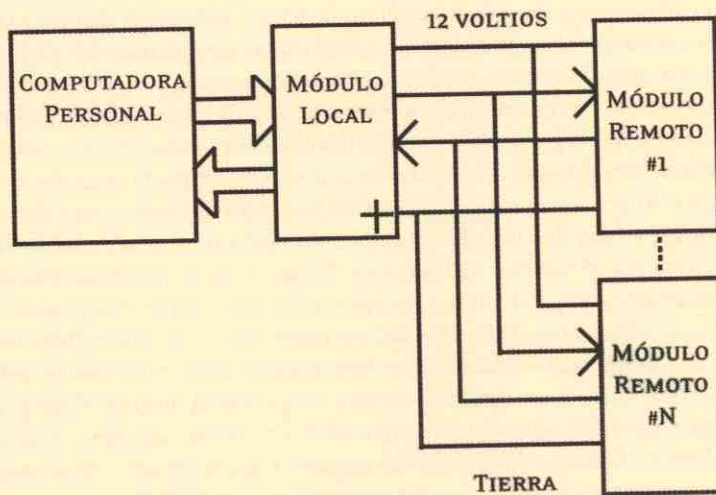 12 VOLTIOS
COMPUTADORA
PERSONAL
MÓDULO
LOCAL
MÓDULO
REMOTO
#1
MÓDULO
REMOTO
#N
TIERRA